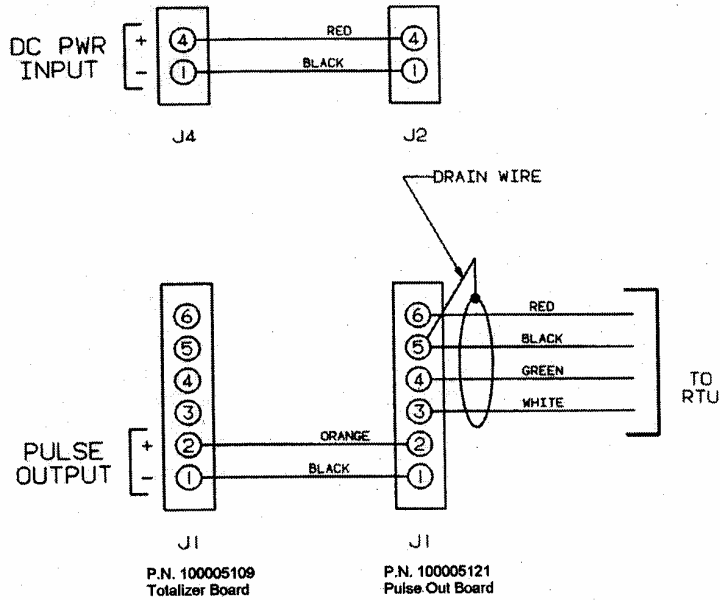 DC PWR
INPUT
+
-
4
1
RED
BLACK
4
1
J4
J2
DRAIN WIRE
6
5
4
3
2
1
6
5
4
3
2
1
RED
BLACK
GREEN
WHITE
TO
RTU
PULSE
OUTPUT
+
-
ORANGE
BLACK
J1
J1
P.N. 100005109
Totalizer Board
P.N. 100005121
Pulse Out Board